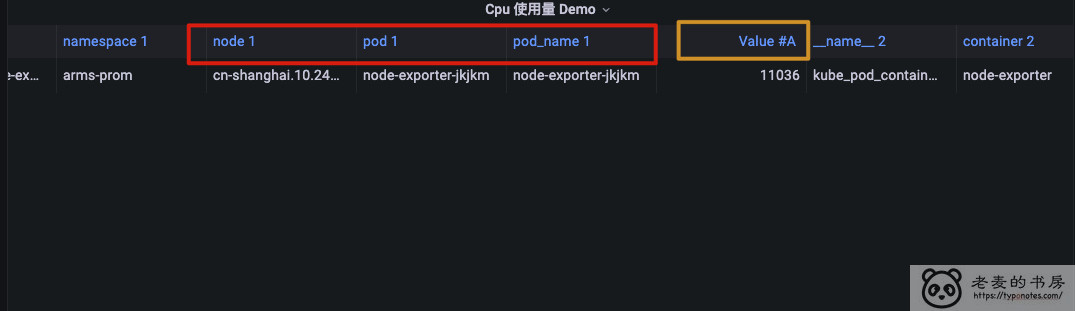 Cpu 使用量 Demo
namespace 1 node 1 pod 1 pod_name 1 Value #A __name__ 2 container 2
e-ex... arms-prom cn-shanghai.10.24... node-exporter-jkjkm node-exporter-jkjkm 11036 kube_pod_contain... node-exporter
老麦的书房
https://typonotes.com/